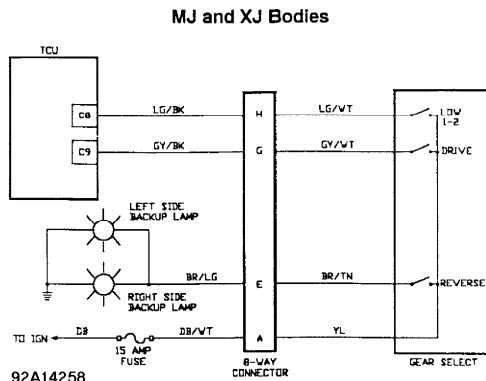 MJ and XJ Bodies
TCU
C8
LG/BK
H
LG/WT
LOW
1-2
C9
GY/BK
G
GY/WT
DRIVE
LEFT SIDE
BACKUP LAMP
BR/LG
E
BR/TN
REVERSE
RIGHT SIDE
BACKUP LAMP
TO IGN
DB
DB/WT
A
YL
15 AMP
FUSE
8-WAY
CONNECTOR
GEAR SELECT
92A14258